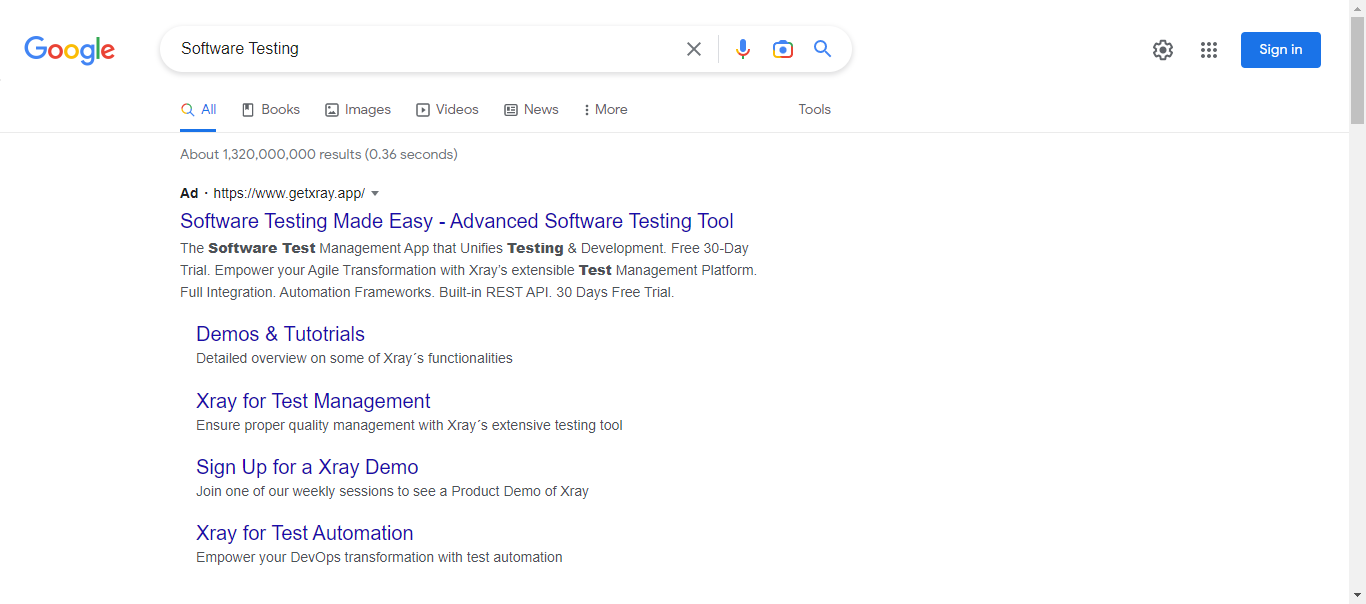 Google
Software Testing
Sign in
All Books Images Videos News More Tools
About 1,320,000,000 results (0.36 seconds)
Ad · https://www.getxray.app/
Software Testing Made Easy - Advanced Software Testing Tool
The Software Test Management App that Unifies Testing & Development. Free 30-Day
Trial. Empower your Agile Transformation with Xray's extensible Test Management Platform.
Full Integration. Automation Frameworks. Built-in REST API. 30 Days Free Trial.
Demos & Tutotrials
Detailed overview on some of Xray´s functionalities
Xray for Test Management
Ensure proper quality management with Xray´s extensive testing tool
Sign Up for a Xray Demo
Join one of our weekly sessions to see a Product Demo of Xray
Xray for Test Automation
Empower your DevOps transformation with test automation